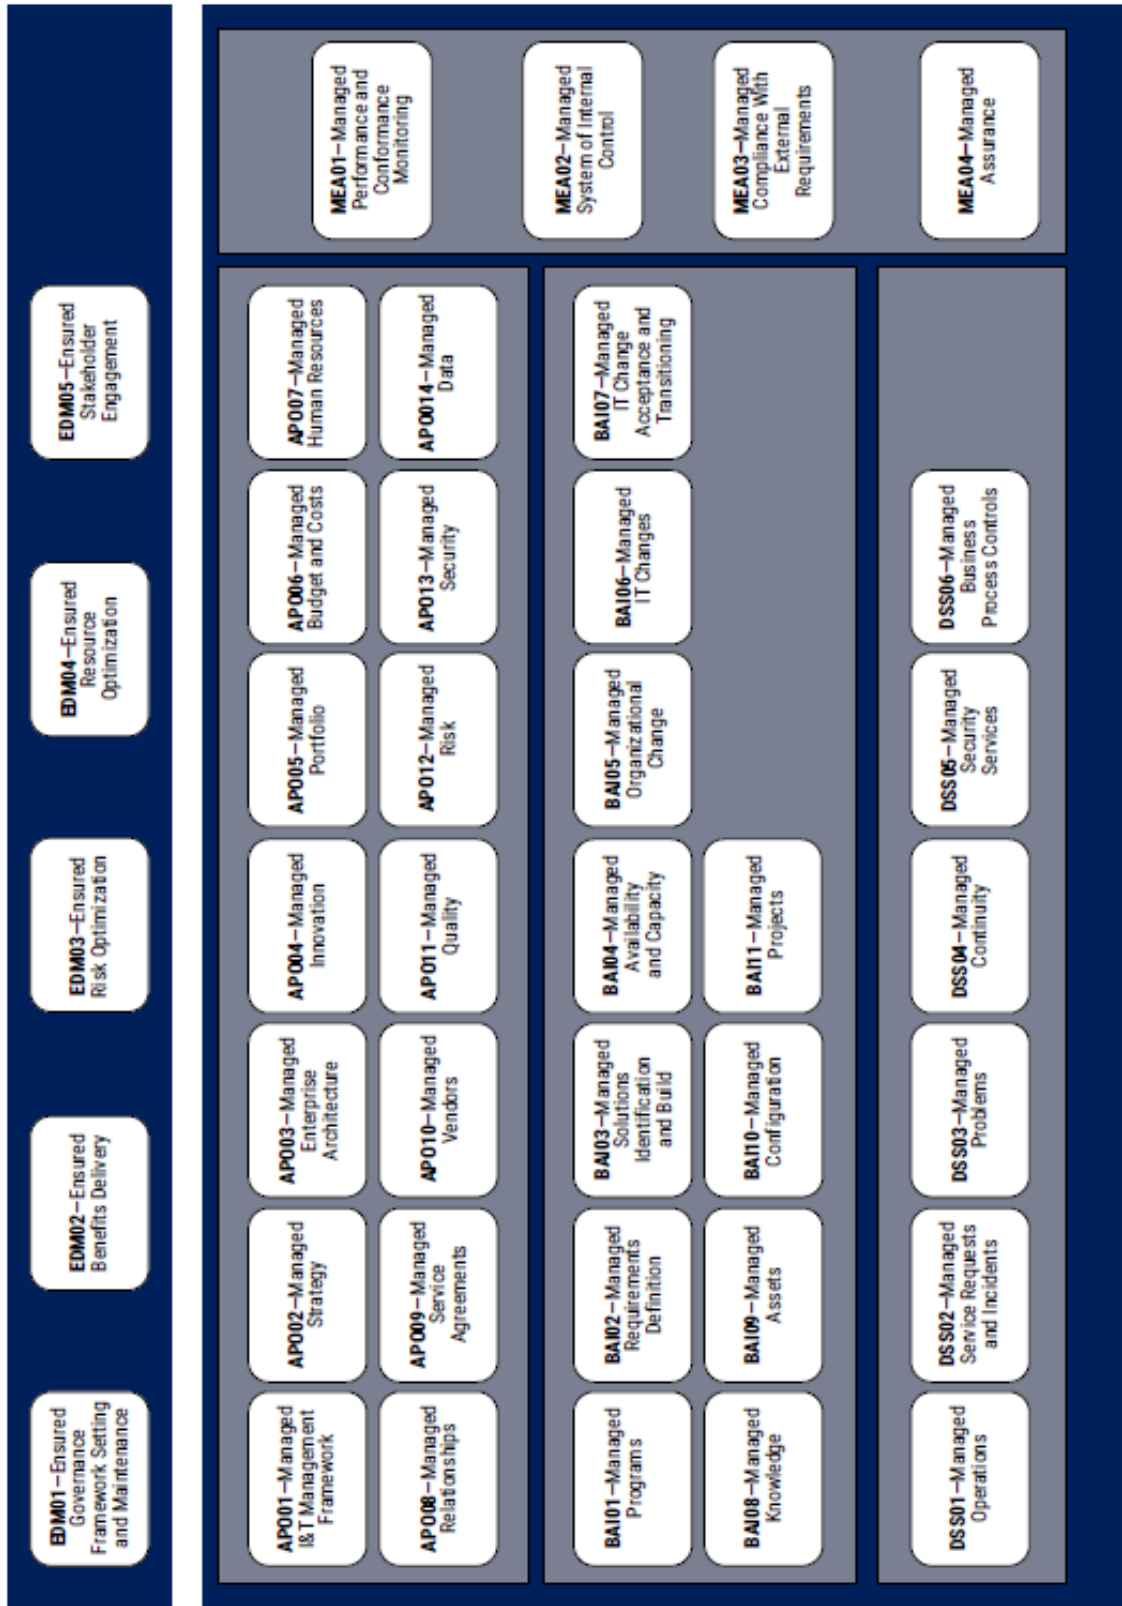 EDM01—Ensured
Governance
Framework Setting
and Maintenance
EDM02—Ensured
Benefits Delivery
EDM03—Ensured
Risk Optimization
EDM04—Ensured
Resource
Optimization
EDM05—Ensured
Stakeholder
Engagement
APO01—Managed
I&T Management
Framework
APO02—Managed
Strategy
APO03—Managed
Enterprise
Architecture
APO04—Managed
Innovation
APO05—Managed
Portfolio
APO06—Managed
Budget and Costs
APO07—Managed
Human Resources
APO08—Managed
Relationships
APO09—Managed
Service
Agreements
APO10—Managed
Vendors
APO11—Managed
Quality
APO12—Managed
Risk
APO13—Managed
Security
APO014—Managed
Data
BAI01—Managed
Programs
BAI02—Managed
Requirements
Definition
BAI03—Managed
Solutions
Identification
and Build
BAI04—Managed
Availability
and Capacity
BAI05—Managed
Organizational
Change
BAI06—Managed
IT Changes
BAI07—Managed
IT Change
Acceptance and
Transitioning
BAI08—Managed
Knowledge
BAI09—Managed
Assets
BAI10—Managed
Configuration
BAI11—Managed
Projects
DSS01—Managed
Operations
DSS02—Managed
Service Requests
and Incidents
DSS03—Managed
Problems
DSS04—Managed
Continuity
DSS05—Managed
Security
Services
DSS06—Managed
Business
Process Controls
MEA01—Managed
Performance and
Conformance
Monitoring
MEA02—Managed
System of Internal
Control
MEA03—Managed
Compliance With
External
Requirements
MEA04—Managed
Assurance